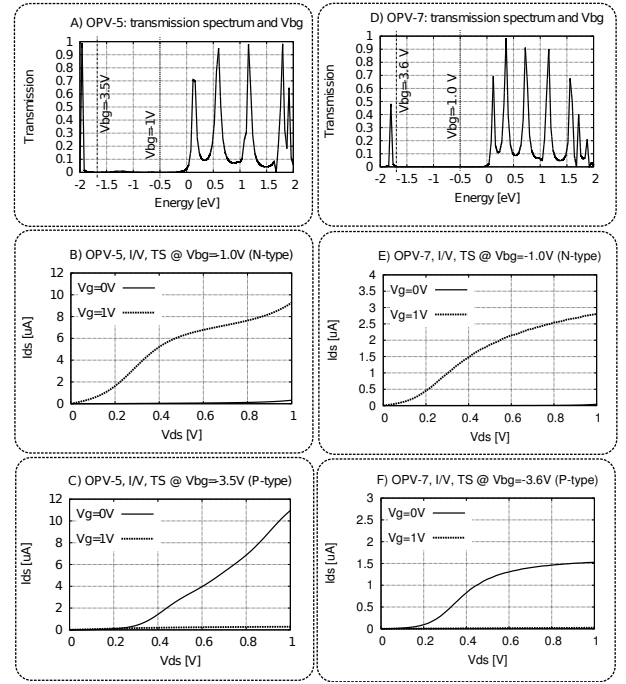 A) OPV-5: transmission spectrum and Vbg
Transmission
1
0.9
0.8
0.7
0.6
0.5
0.4
0.3
0.2
0.1
0
Vbg=-3.5V
Vbg=-1V
-2 -1.5 -1 -0.5 0 0.5 1 1.5 2
Energy [eV]
B) OPV-5, I/V, TS @ Vbg=-1.0V (N-type)
Ids [uA]
12
10
8
6
4
2
0
Vg=0V
Vg=1V
0 0.2 0.4 0.6 0.8 1
Vds [V]
C) OPV-5, I/V, TS @ Vbg=-3.5V (P-type)
Ids [uA]
12
10
8
6
4
2
0
Vg=0V
Vg=1V
0 0.2 0.4 0.6 0.8 1
Vds [V]
D) OPV-7: transmission spectrum and Vbg
Transmission
1
0.9
0.8
0.7
0.6
0.5
0.4
0.3
0.2
0.1
0
Vbg=-3.6 V
Vbg=-1.0 V
-2 -1.5 -1 -0.5 0 0.5 1 1.5 2
Energy [eV]
E) OPV-7, I/V, TS @ Vbg=-1.0V (N-type)
Ids [uA]
4
3.5
3
2.5
2
1.5
1
0.5
0
Vg=0V
Vg=1V
0 0.2 0.4 0.6 0.8 1
Vds [V]
F) OPV-7, I/V, TS @ Vbg=-3.6V (P-type)
Ids [uA]
3
2.5
2
1.5
1
0.5
0
Vg=0V
Vg=1V
0 0.2 0.4 0.6 0.8 1
Vds [V]